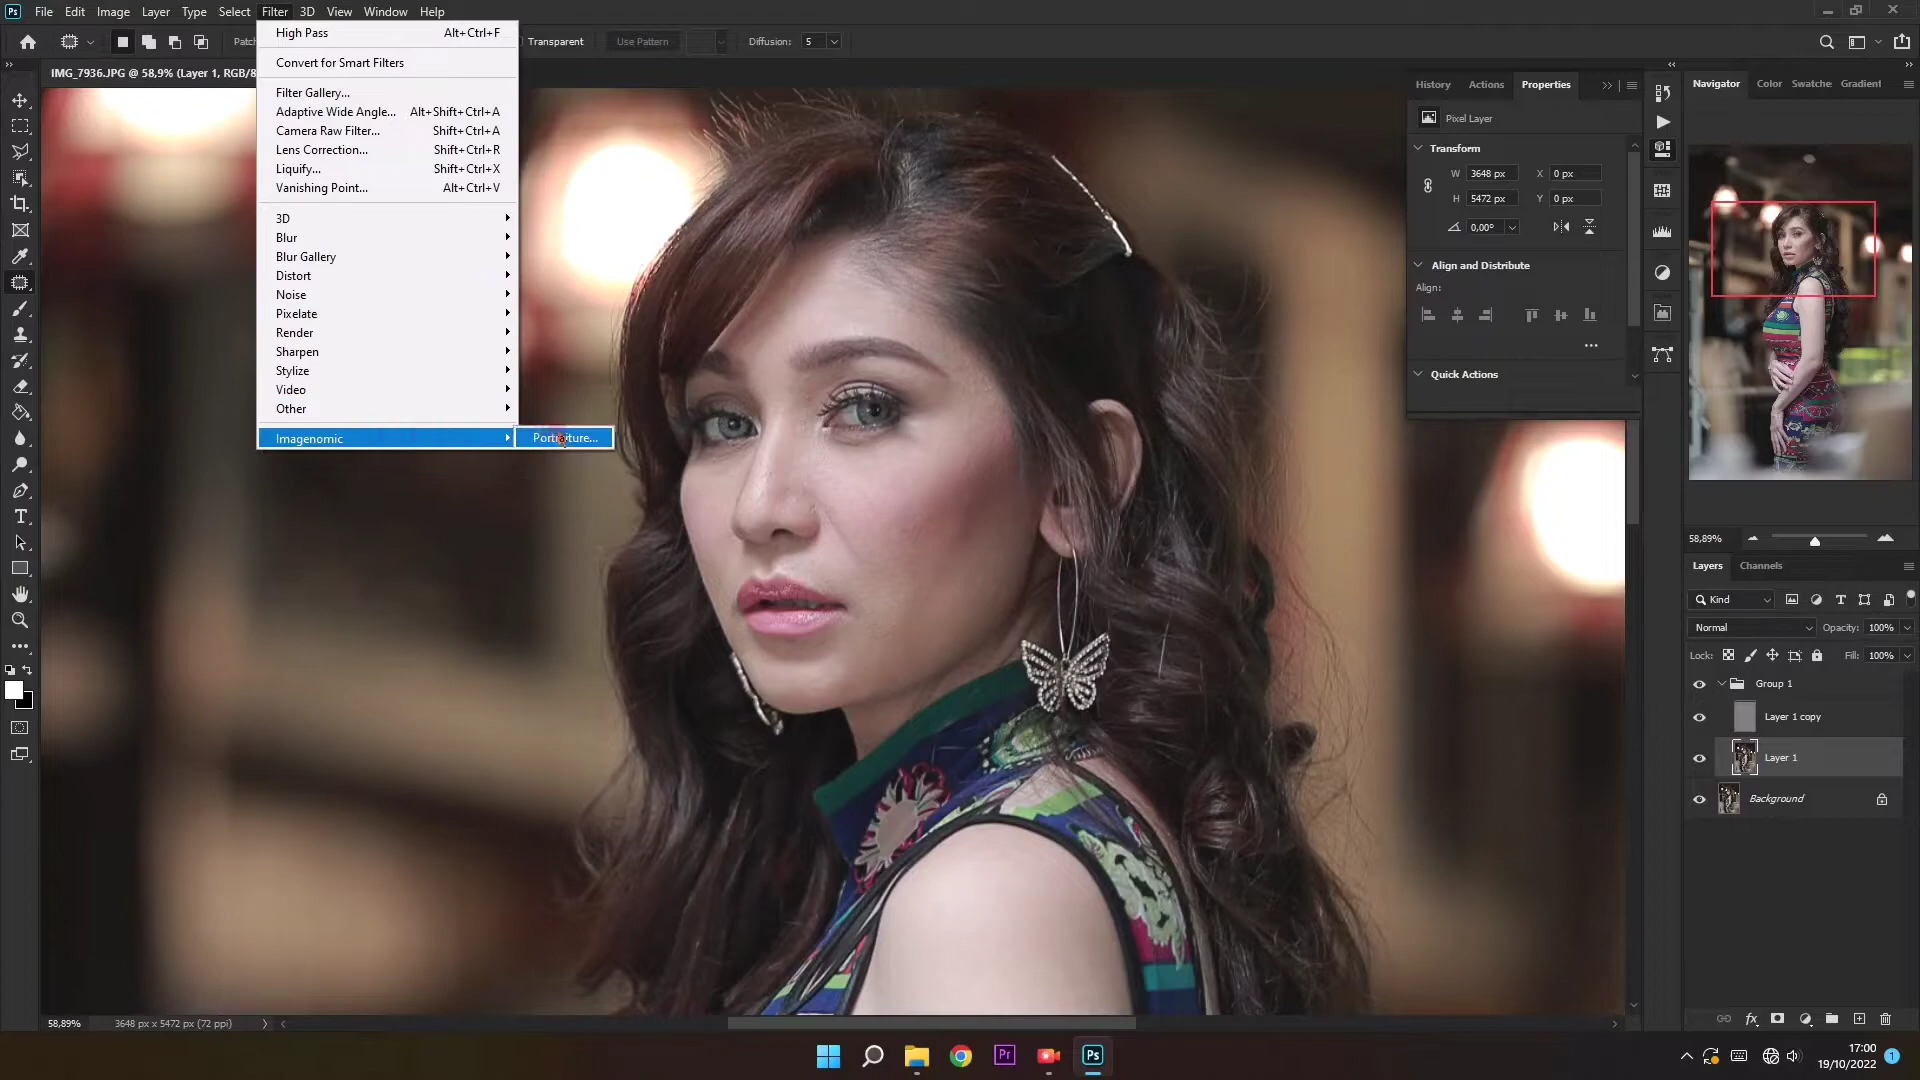 Ps File Edit Image Layer Type Select Filter 3D View Window Help
Transparent Use Pattern Diffusion: 5
IMG_7936.JPG @ 58,9% (Layer 1, RGB/8
High Pass Alt+Ctrl+F
Convert for Smart Filters
Filter Gallery...
Adaptive Wide Angle... Alt+Shift+Ctrl+A
Camera Raw Filter... Shift+Ctrl+A
Lens Correction... Shift+Ctrl+R
Liquify... Shift+Ctrl+X
Vanishing Point... Alt+Ctrl+V
3D
Blur
Blur Gallery
Distort
Noise
Pixelate
Render
Sharpen
Stylize
Video
Other
Imagenomic
Portraiture...
History Actions Properties
Pixel Layer
Transform
W 3648 px X 0 px
H 5472 px Y 0 px
0,00°
Align and Distribute
Align:
Quick Actions
Navigator Color Swatche Gradient
58,89%
Layers Channels
Kind
Normal Opacity: 100%
Lock: Fill: 100%
Group 1
Layer 1 copy
Layer 1
Background
58,89% 3648 px x 5472 px (72 ppi)
Pr Ps
17:00
19/10/2022
1